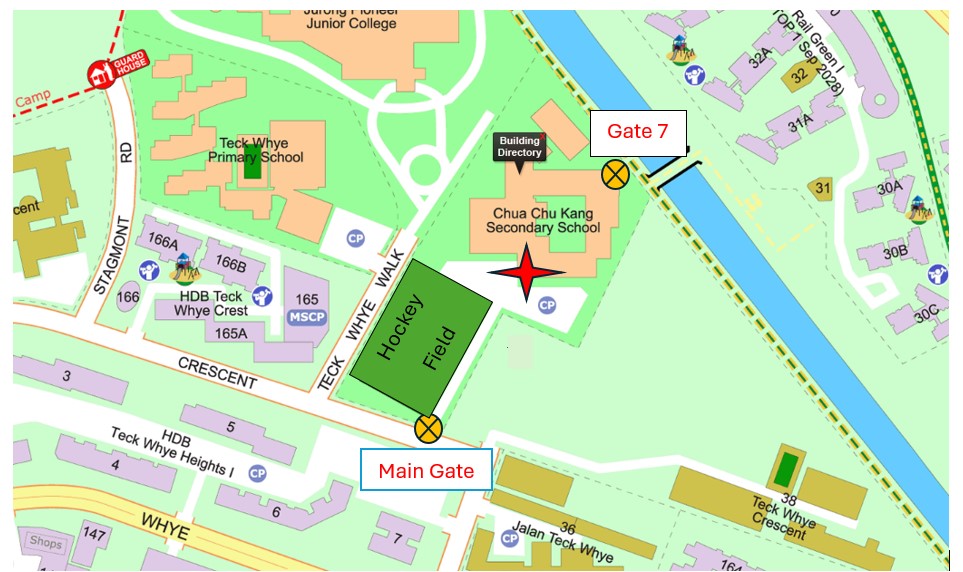 Jurong Pioneer
Junior College
Rail Green I
(TOP 1 Sep 2028)
32A
32
31A
31
30A
30B
30C
GUARD
HOUSE
Camp
RD
STAGMONT
Teck Whye
Primary School
Building
Directory
Gate 7
Chua Chu Kang
Secondary School
CP
CP
cent
166A
166B
166
HDB Teck
Whye Crest
165
MSCP
165A
TECK WHYE WALK
Hockey
Field
CRESCENT
3
5
4
HDB
Teck Whye Heights I
CP
6
7
Main Gate
WHYE
147
Shops
CP
36
Jalan Teck Whye
38
Teck Whye
Crescent